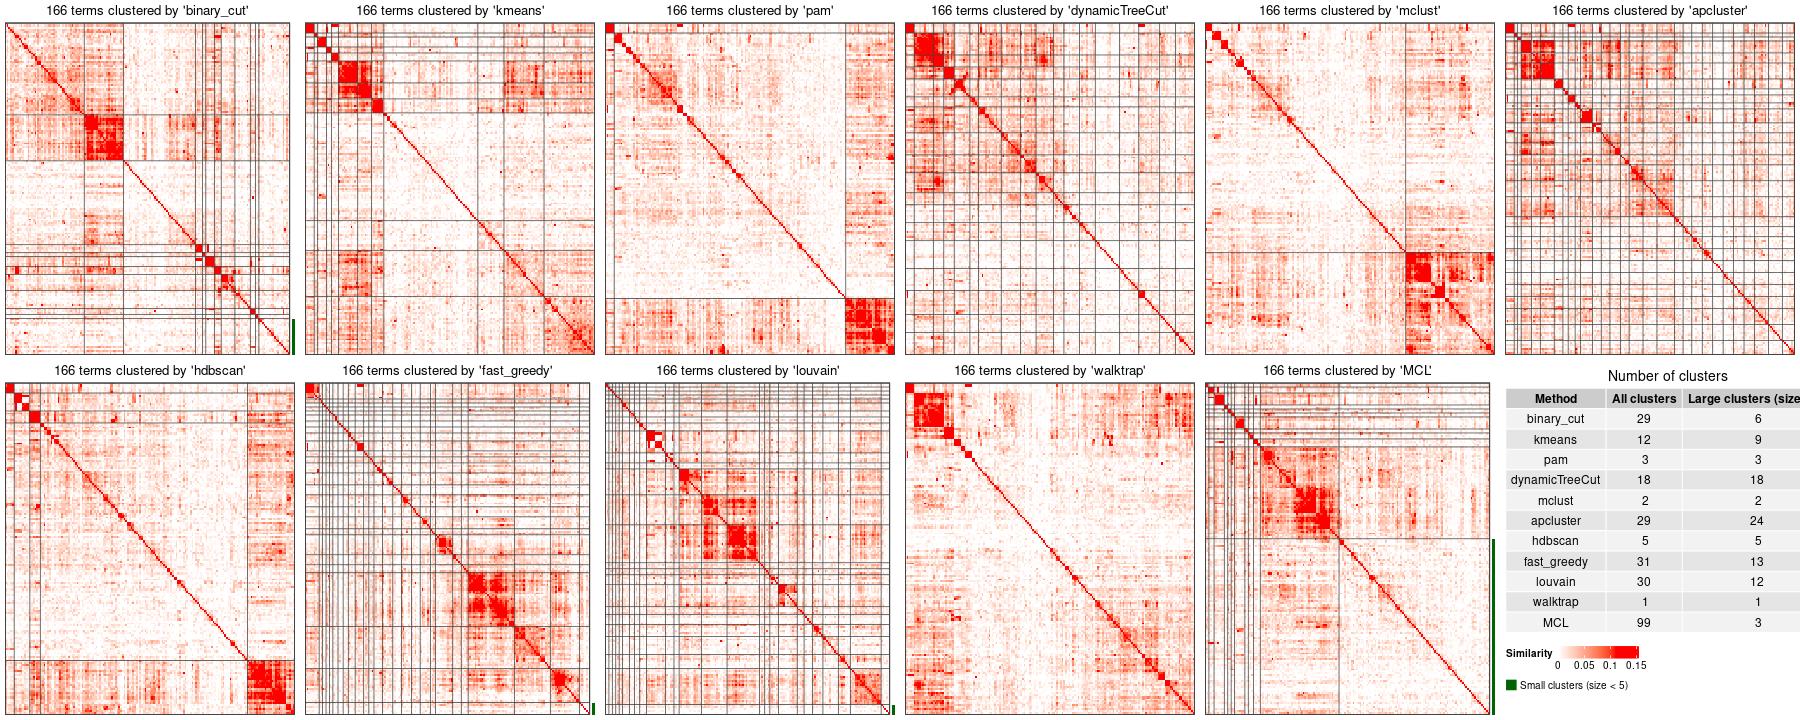 166 terms clustered by 'binary_cut'
166 terms clustered by 'kmeans'
166 terms clustered by 'pam'
166 terms clustered by 'dynamicTreeCut'
166 terms clustered by 'mclust'
166 terms clustered by 'apcluster'
166 terms clustered by 'hdbscan'
166 terms clustered by 'fast_greedy'
166 terms clustered by 'louvain'
166 terms clustered by 'walktrap'
166 terms clustered by 'MCL'
Number of clusters
Method All clusters Large clusters (size
binary_cut 29 6
kmeans 12 9
pam 3 3
dynamicTreeCut 18 18
mclust 2 2
apcluster 29 24
hdbscan 5 5
fast_greedy 31 13
louvain 30 12
walktrap 1 1
MCL 99 3
Similarity
0 0.05 0.1 0.15
Small clusters (size < 5)